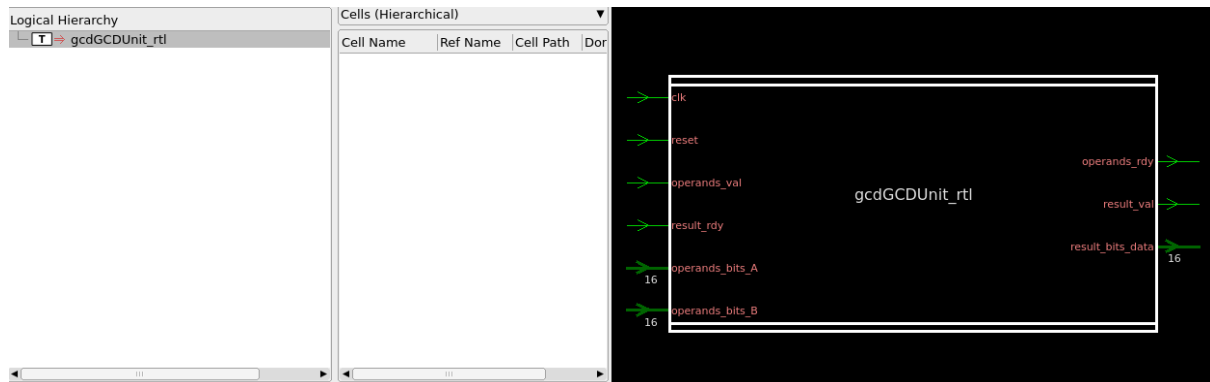 Logical Hierarchy
T gcdGCDUnit_rtl
Cells (Hierarchical)
Cell Name Ref Name Cell Path Dor
clk
reset
operands_val
result_rdy
operands_bits_A
16
operands_bits_B
16
gcdGCDUnit_rtl
operands_rdy
result_val
result_bits_data
16